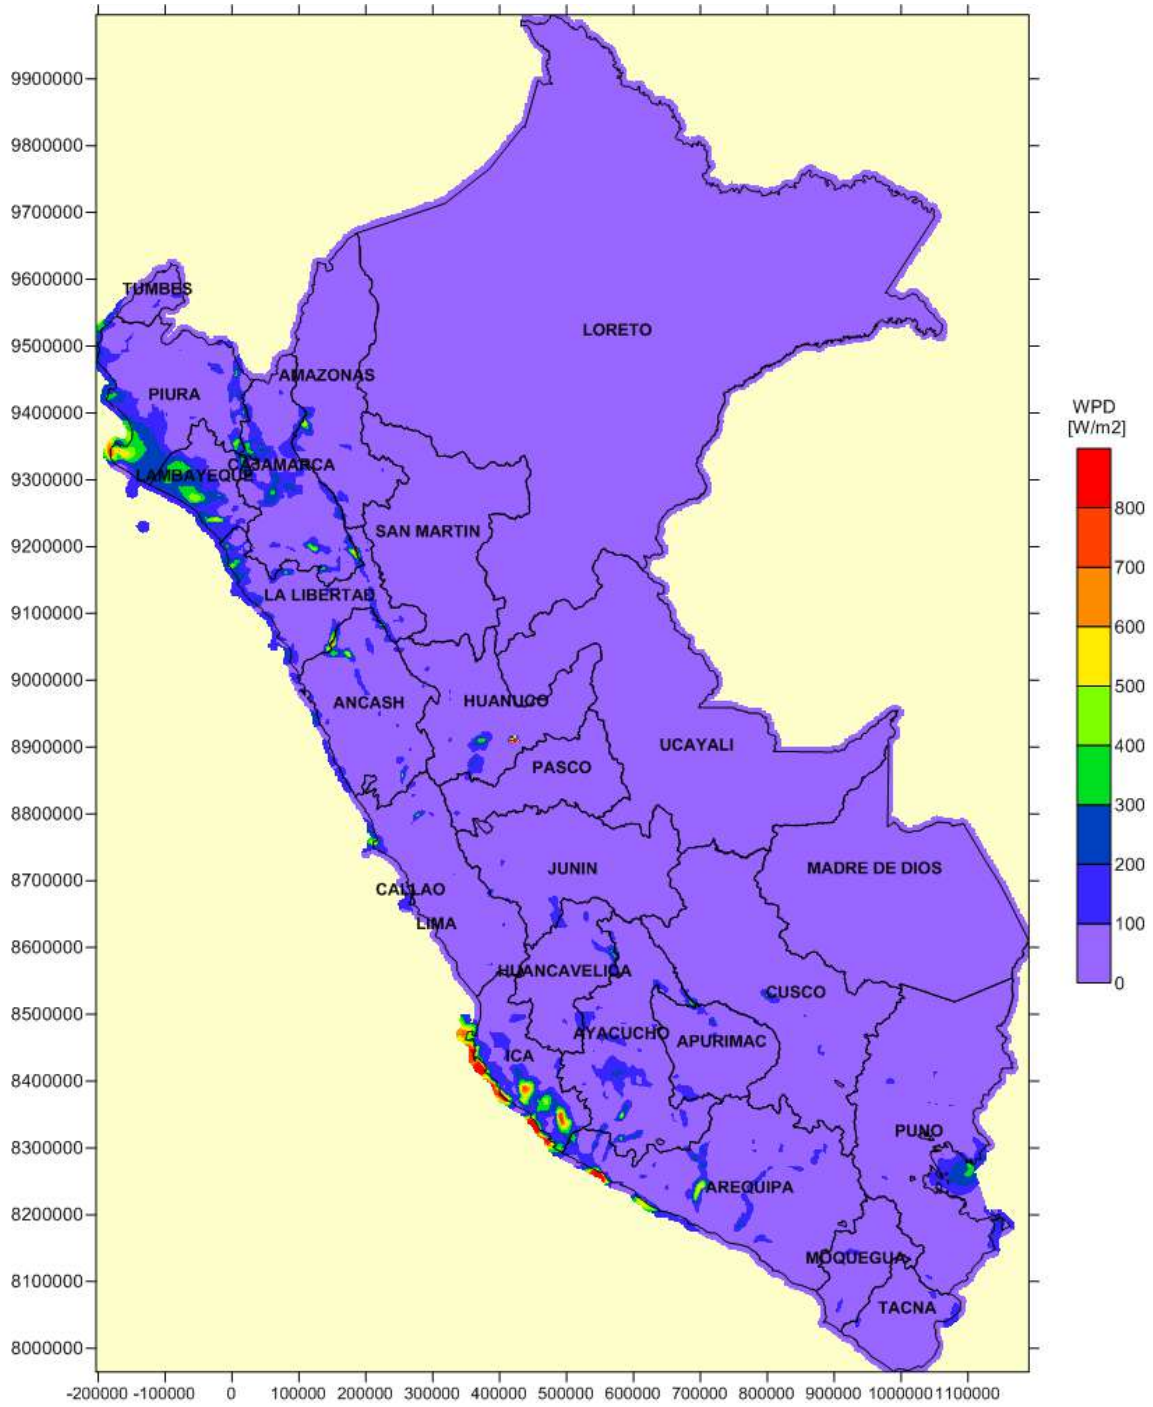 9900000
9800000
9700000
9600000
9500000
9400000
9300000
9200000
9100000
9000000
8900000
8800000
8700000
8600000
8500000
8400000
8300000
8200000
8100000
8000000
TUMBES
LORETO
AMAZONAS
PIURA
CAJAMARCA
LAMBAYEQUE
SAN MARTIN
LA LIBERTAD
ANCASH
HUANUCO
UCAYALI
PASCO
JUNIN
MADRE DE DIOS
CALLAO
LIMA
HUANCAVELICA
CUSCO
AYACUCHO
APURIMAC
ICA
PUNO
AREQUIPA
MOQUEGUA
TACNA
-200000 -100000 0 100000 200000 300000 400000 500000 600000 700000 800000 900000 1000000 1100000
WPD
[W/m2]
800
700
600
500
400
300
200
100
0